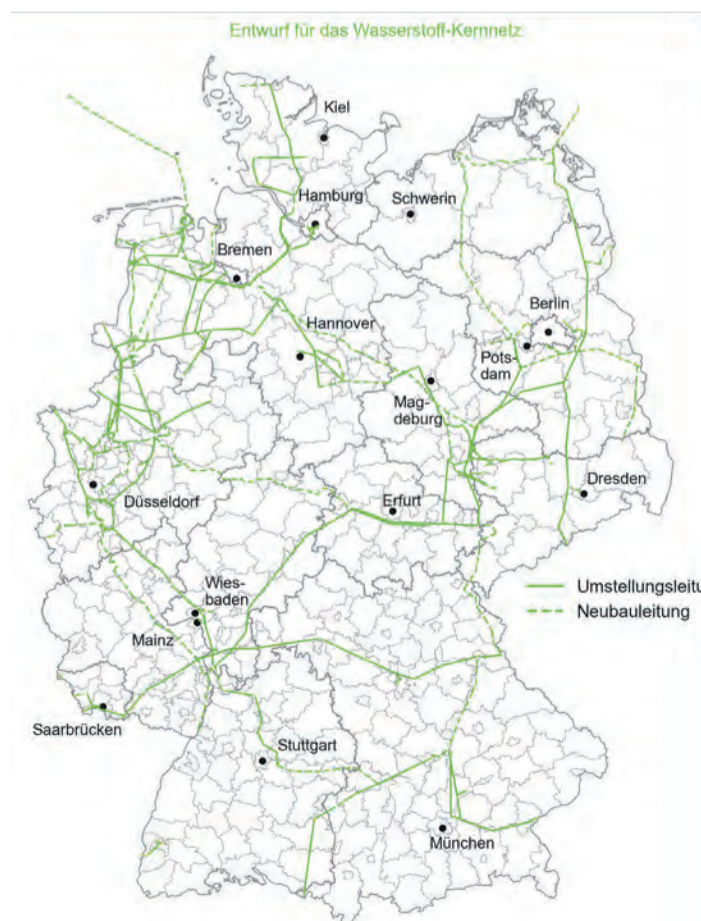 Entwurf für das Wasserstoff-Kernnetz
Kiel
Hamburg
Schwerin
Bremen
Berlin
Hannover
Pots-
dam
Mag-
deburg
Düsseldorf
Erfurt
Dresden
Wies-
baden
Umstellungsleitu
Neubauleitung
Mainz
Saarbrücken
Stuttgart
München